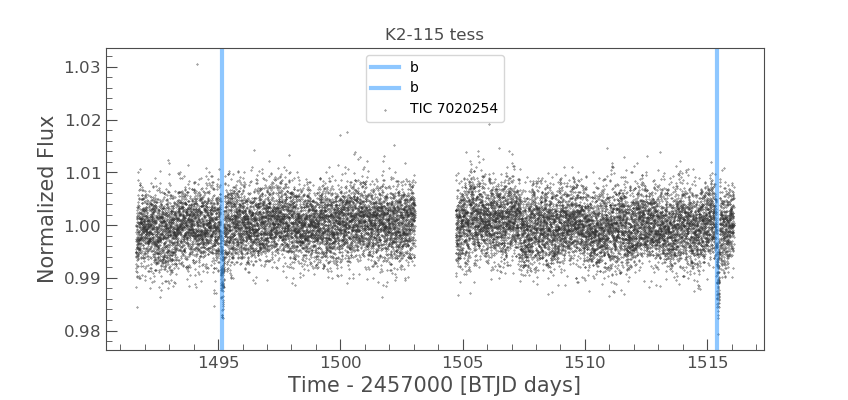 K2-115 tess
b
b
TIC 7020254
Normalized Flux
1.03
1.02
1.01
1.00
0.99
0.98
1495 1500 1505 1510 1515
Time - 2457000 [BTJD days]